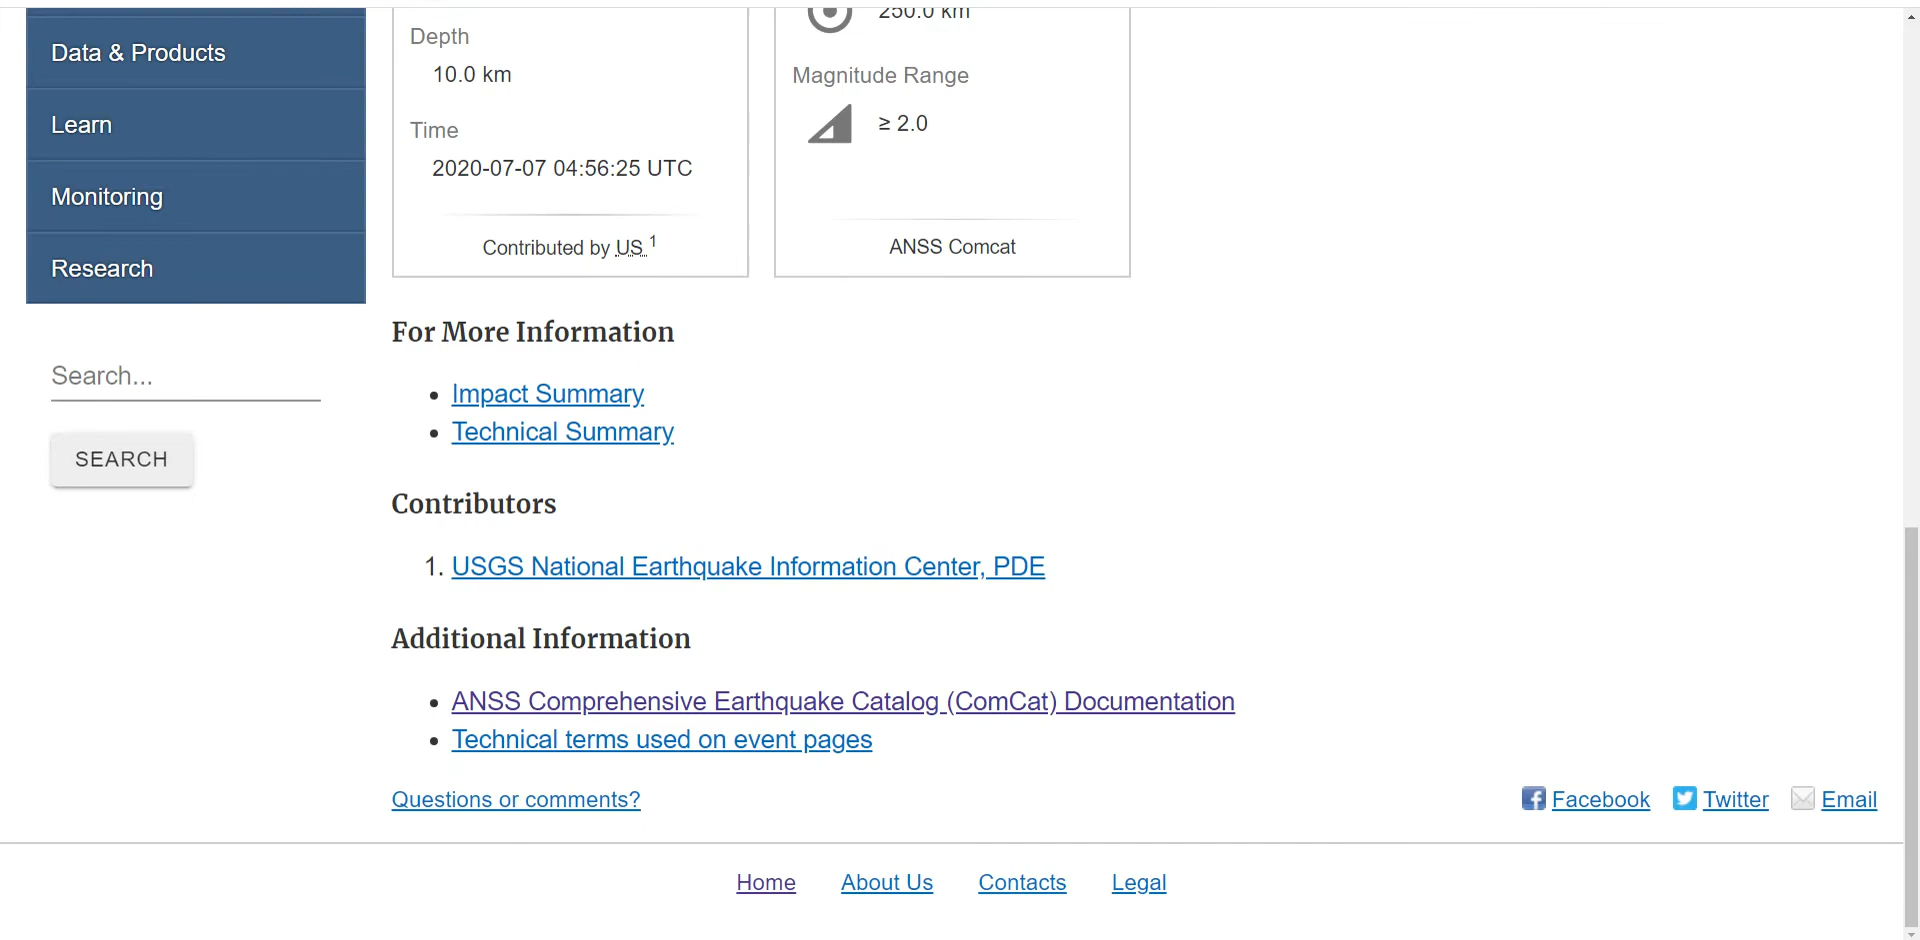 Data & Products
Learn
Monitoring
Research
Search...
SEARCH
Depth
10.0 km
Time
2020-07-07 04:56:25 UTC
Contributed by US 1
250.0 km
Magnitude Range
≥ 2.0
ANSS Comcat
For More Information
Impact Summary
Technical Summary
Contributors
1. USGS National Earthquake Information Center, PDE
Additional Information
ANSS Comprehensive Earthquake Catalog (ComCat) Documentation
Technical terms used on event pages
Questions or comments?
Facebook Twitter Email
Home About Us Contacts Legal